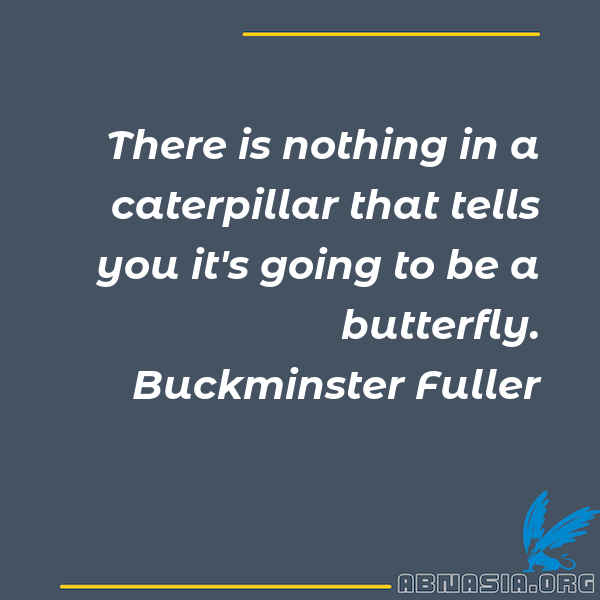 There is nothing in a
caterpillar that tells
you it's going to be a
butterfly.
Buckminster Fuller
ABNASIA.ORG